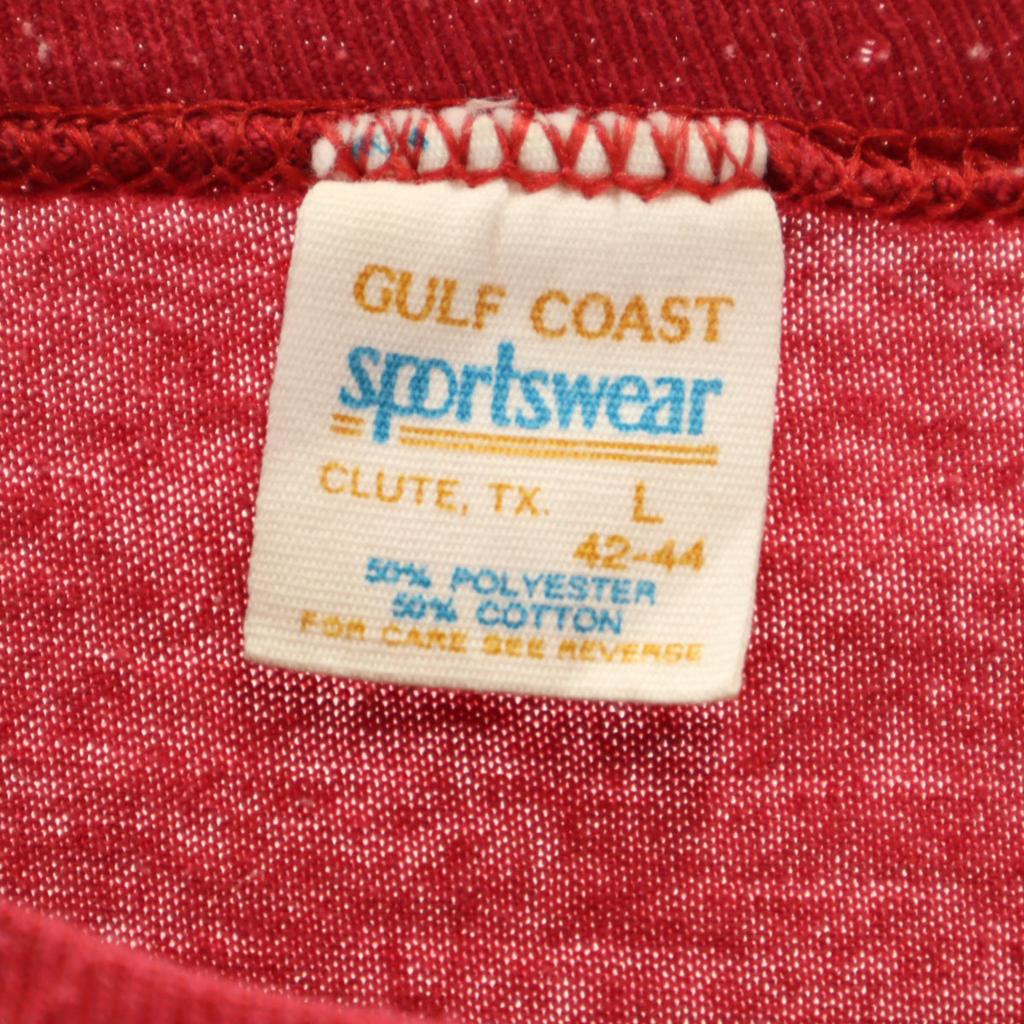 GULF COAST
sportswear
CLUTE, TX. L
42-44
50% POLYESTER
50% COTTON
FOR CARE SEE REVERSE